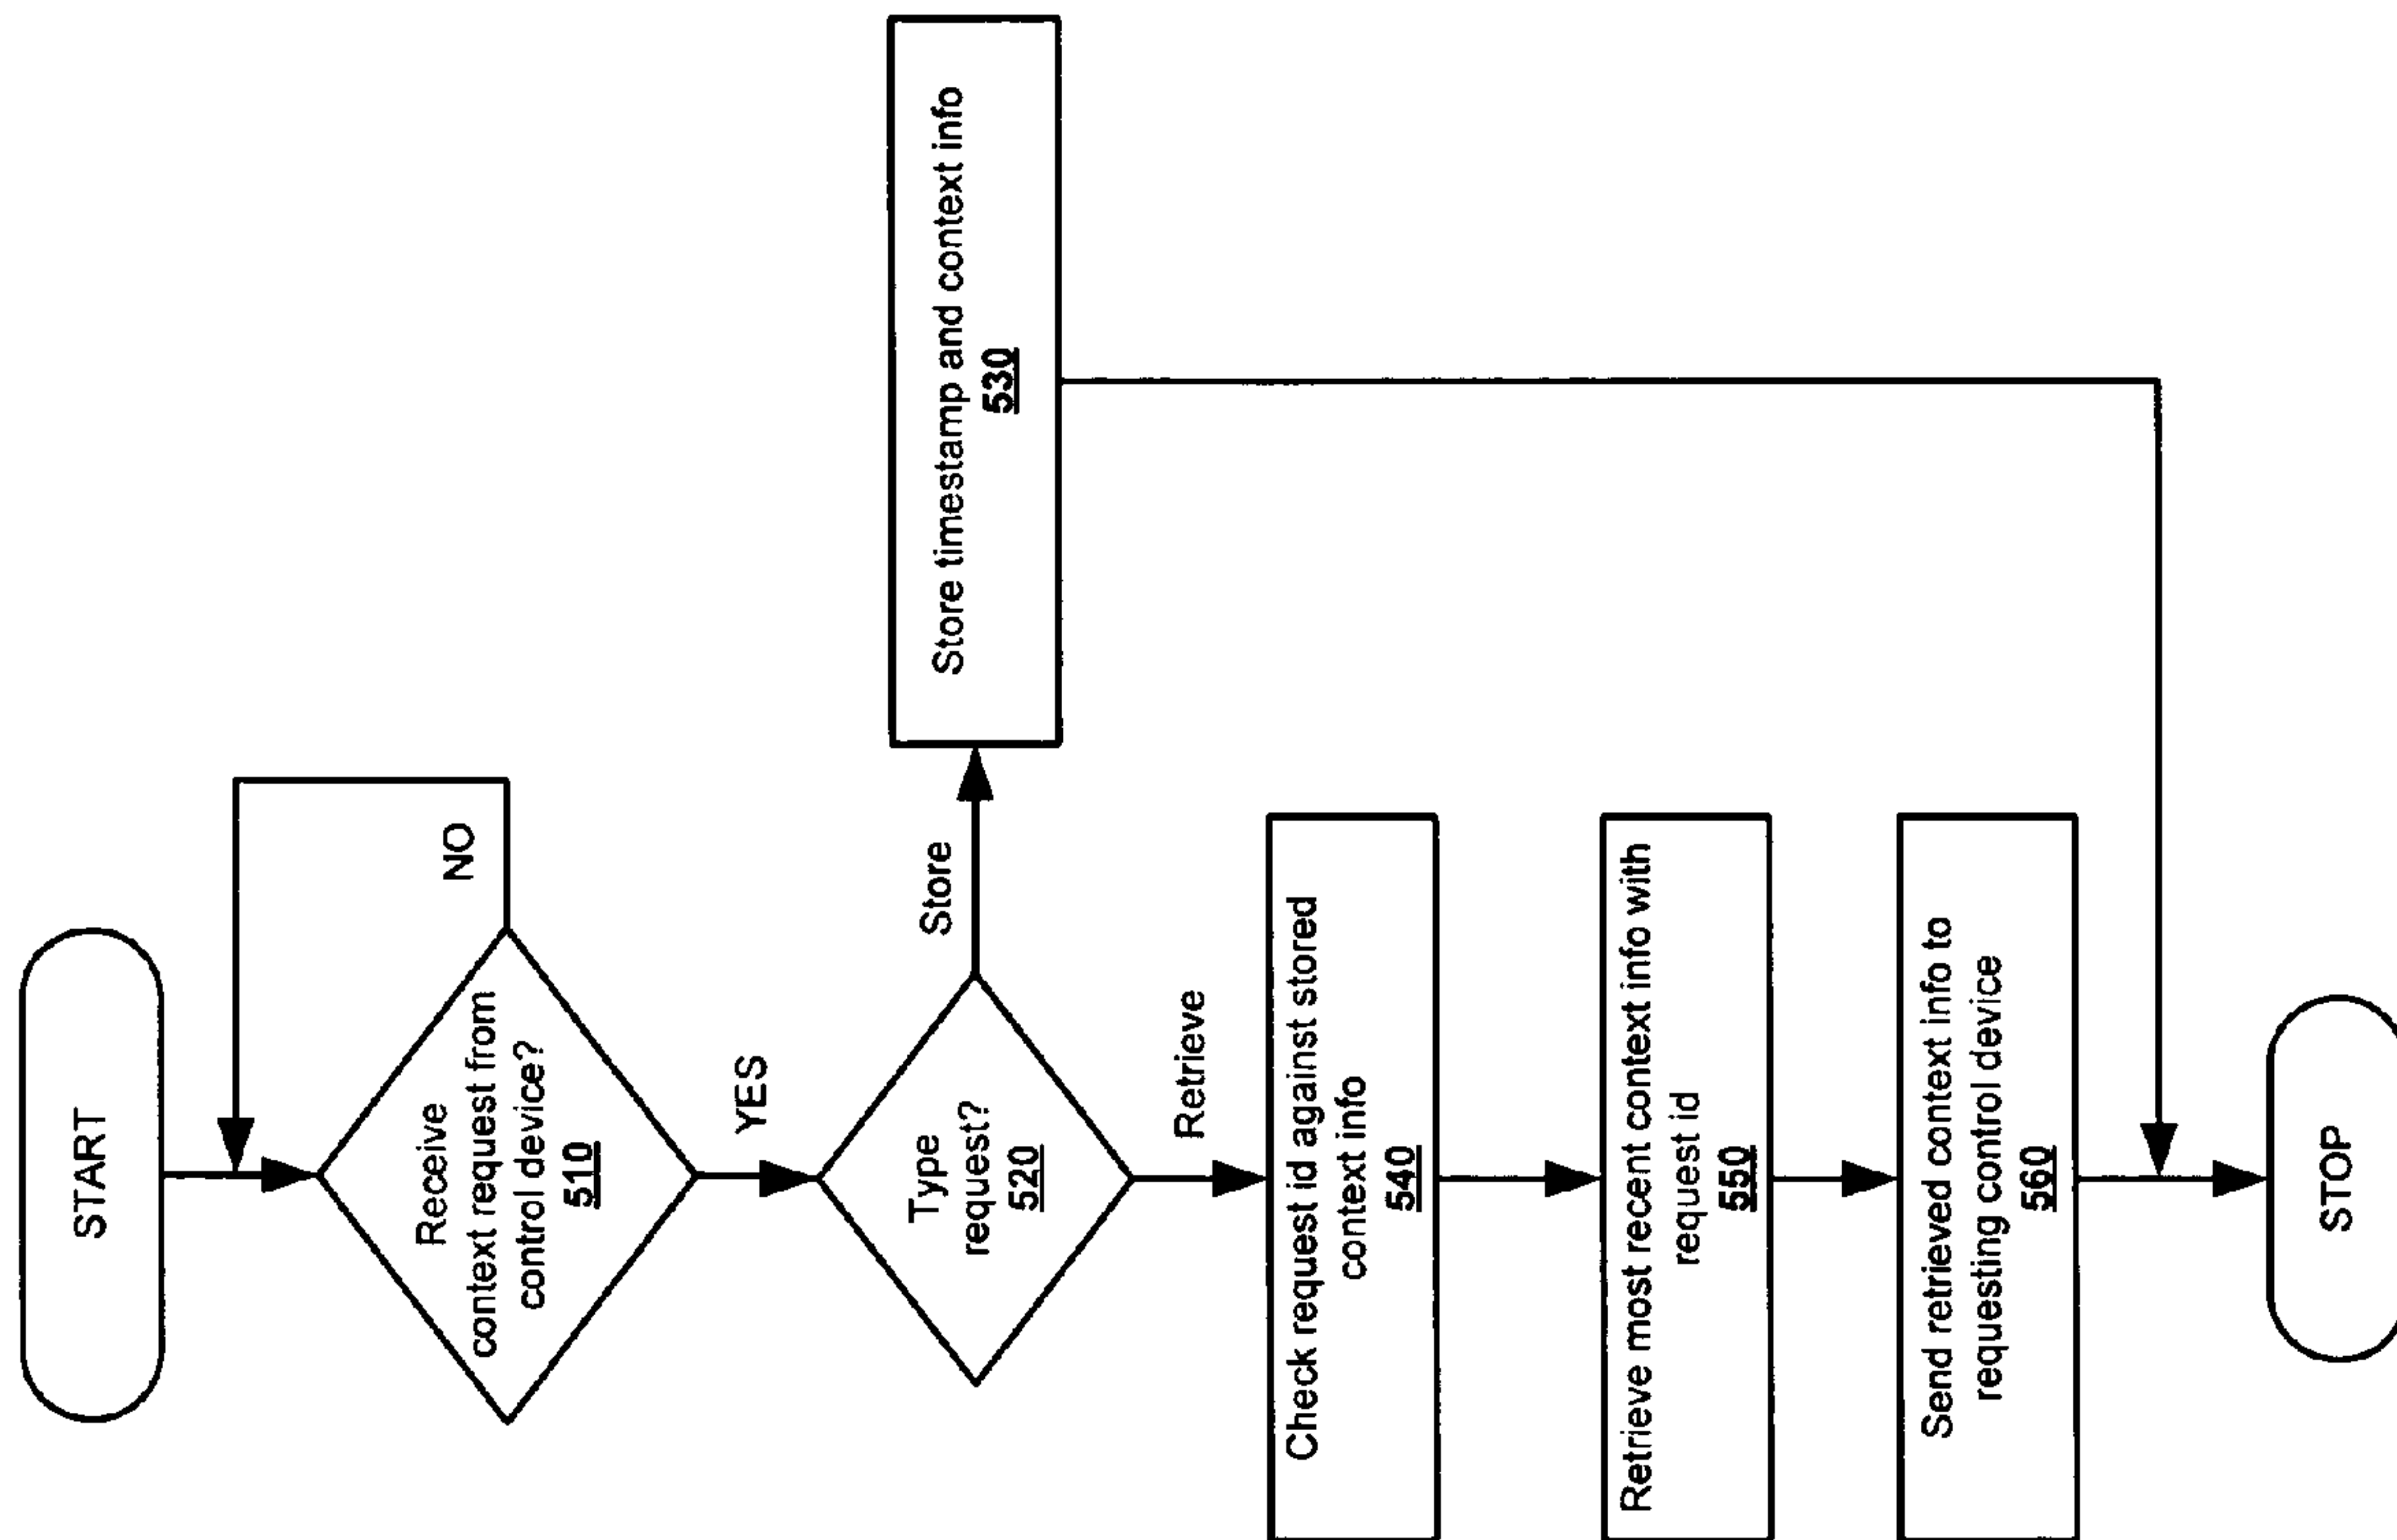 START
Receive
context request from
control device?
510
NO
YES
Type
request?
520
Store
Store timestamp and context info
530
Retrieve
Check request id against stored
context info
540
Retrieve most recent context info with
request id
550
Send retrieved context info to
requesting control device
560
STOP